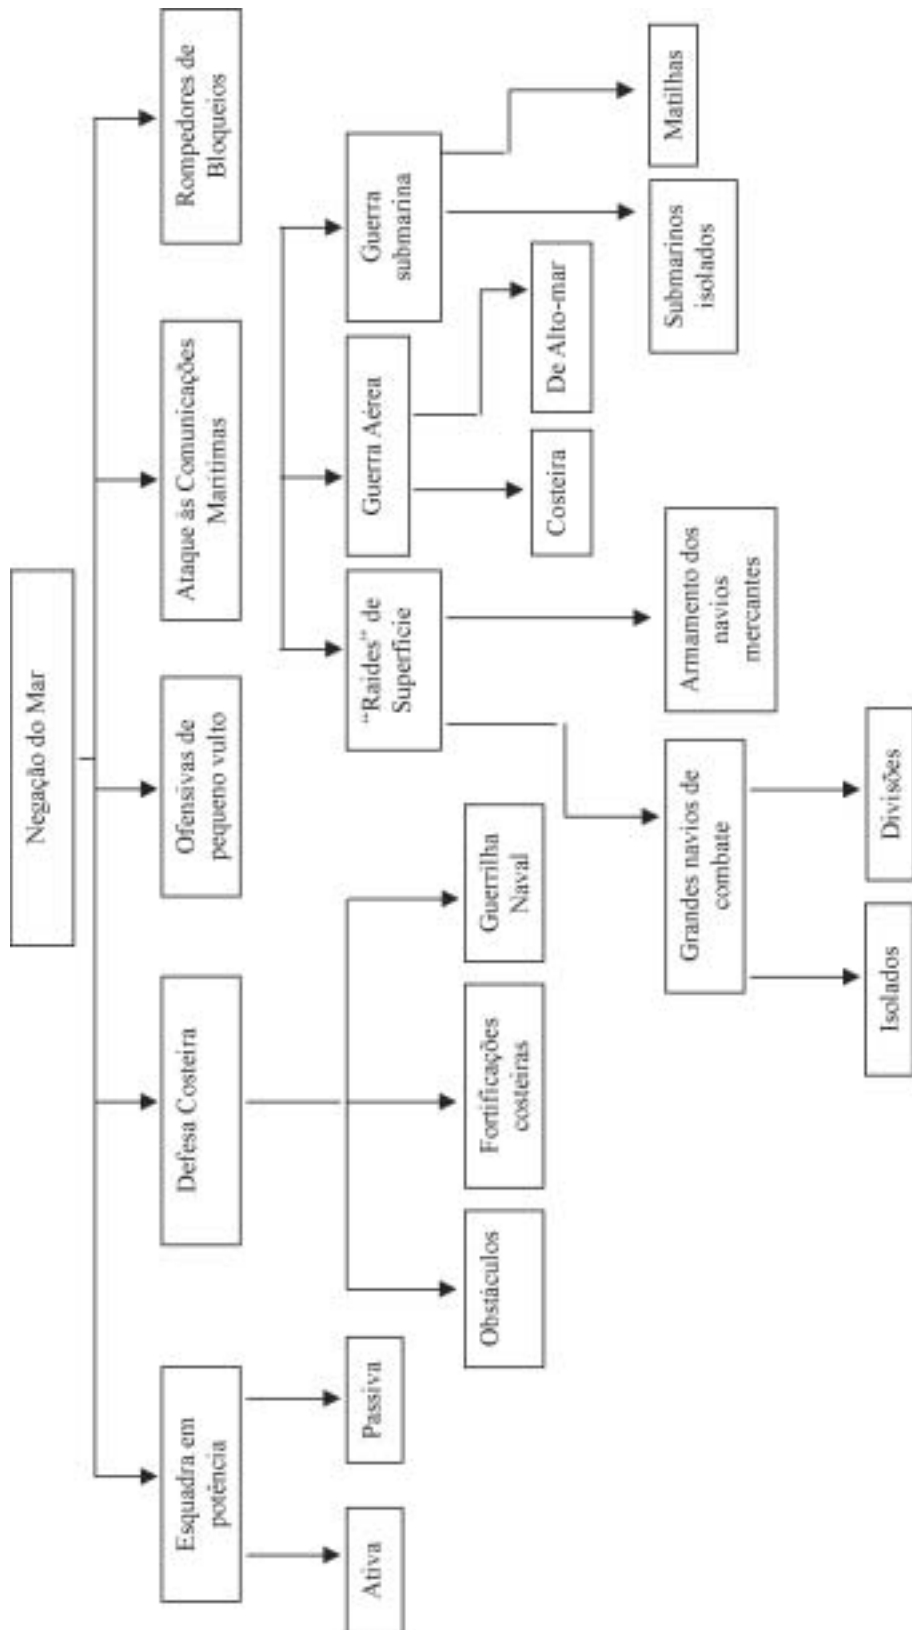 Negação do Mar
Esquadra em
potência
Defesa Costeira
Ofensivas de
pequeno vulto
Ataque às Comunicações
Marítimas
Rompedores de
Bloqueios
Ativa
Passiva
"Raides" de
Superfície
Guerra Aérea
Guerra
submarina
Obstáculos
Fortificações
costeiras
Guerrilha
Naval
Costeira
De Alto-mar
Grandes navios de
combate
Armamento dos
navios
mercantes
Submarinos
isolados
Matilhas
Isolados
Divisões